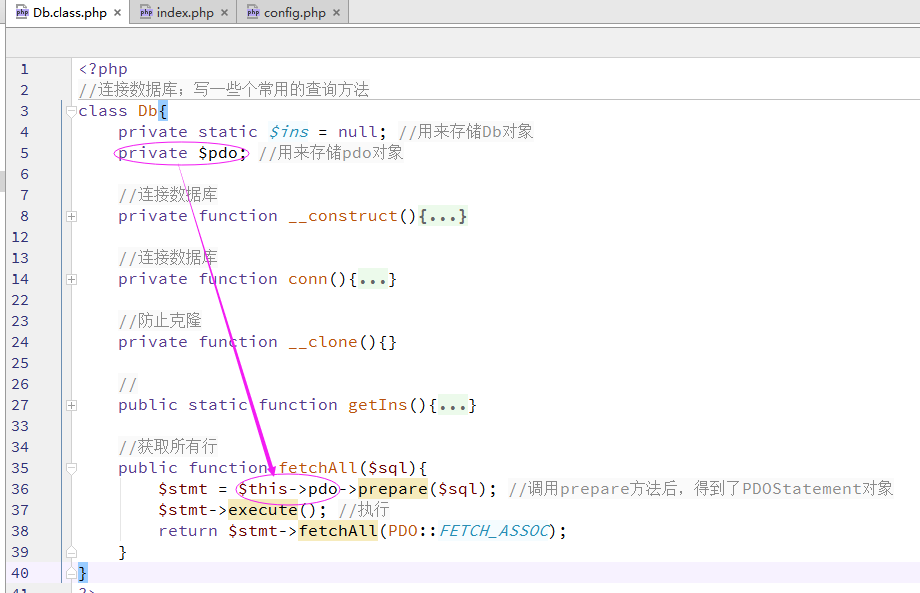 Db.class.php × index.php × config.php ×
1 <?php
2 //连接数据库；写一些个常用的查询方法
3 class Db{
4 private static $ins = null; //用来存储Db对象
5 private $pdo; //用来存储pdo对象
6
7 //连接数据库
8 private function __construct(){...}
12
13 //连接数据库
14 private function conn(){...}
22
23 //防止克隆
24 private function __clone(){}
25
26 //
27 public static function getIns(){...}
33
34 //获取所有行
35 public function fetchAll($sql){
36 $stmt = $this->pdo->prepare($sql); //调用prepare方法后，得到了PDOStatement对象
37 $stmt->execute(); //执行
38 return $stmt->fetchAll(PDO::FETCH_ASSOC);
39 }
40 }
41 ?>